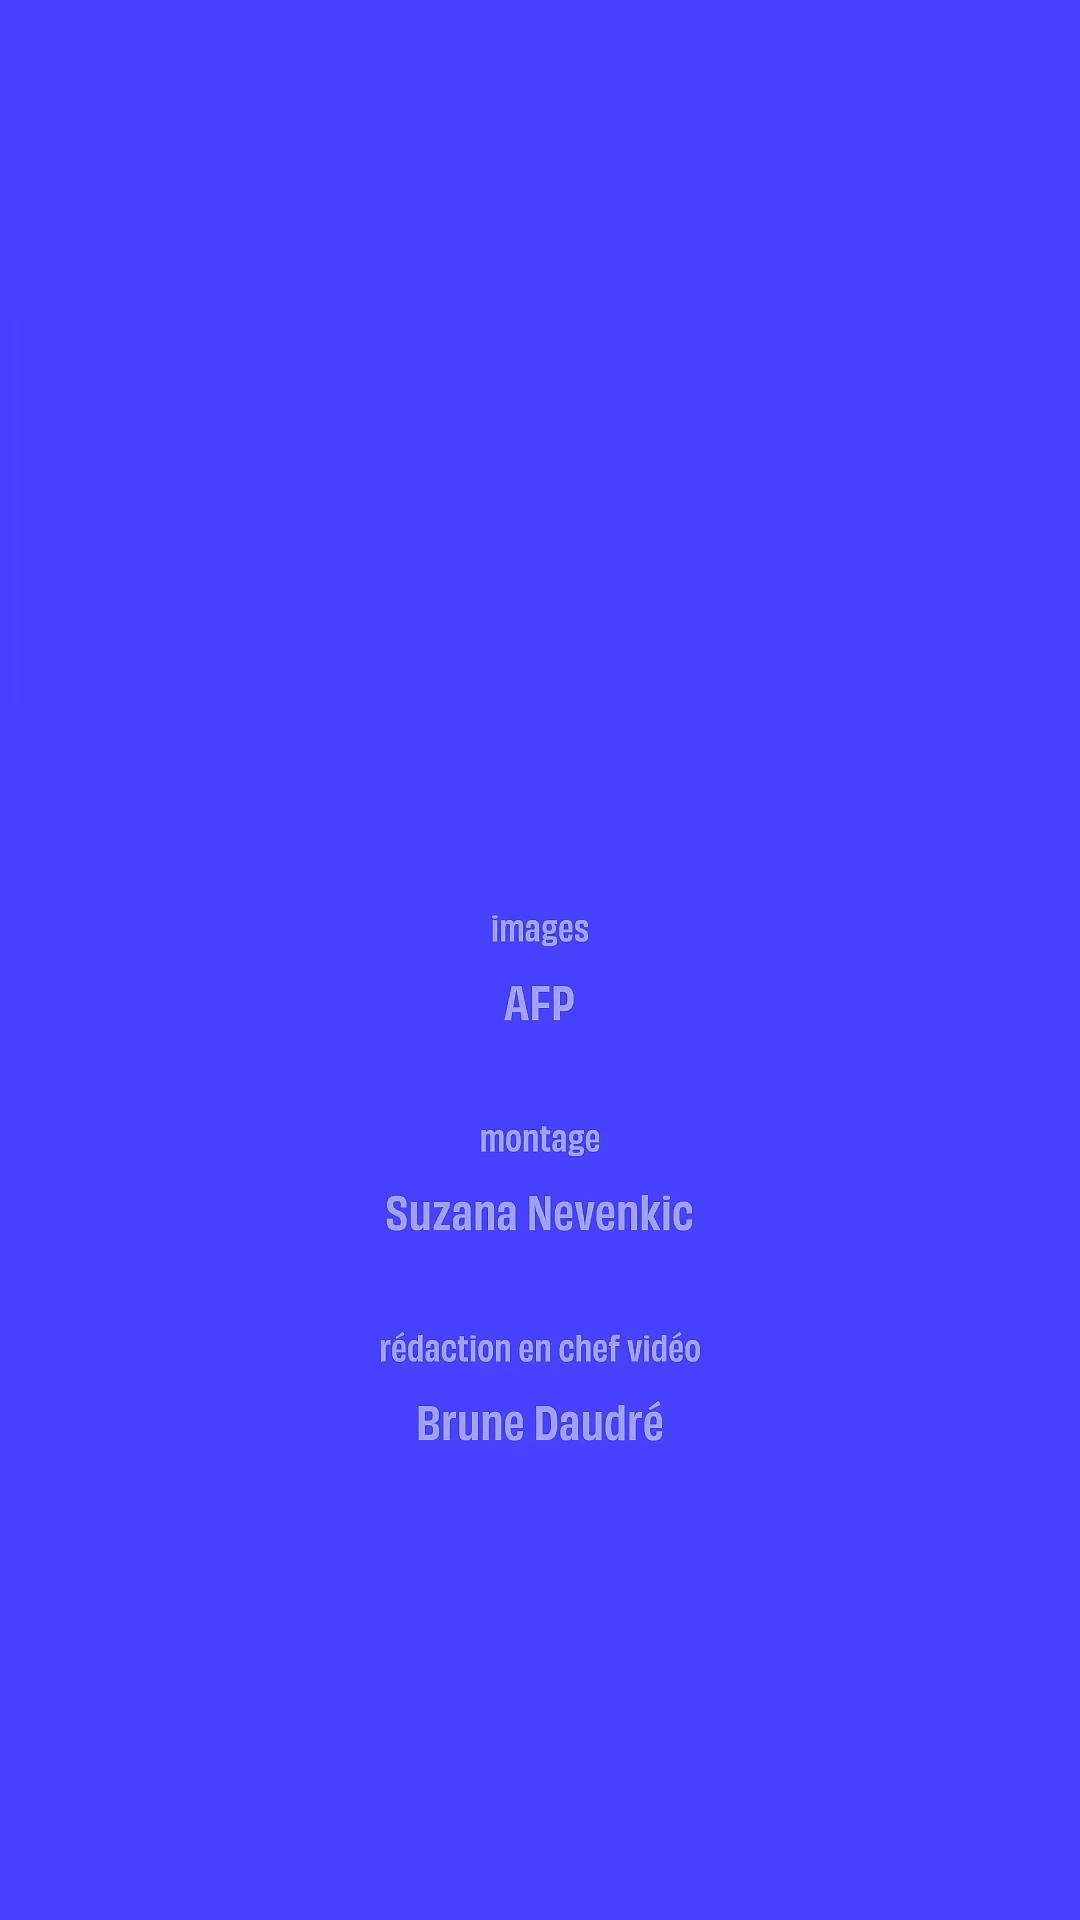 images
AFP
montage
Suzana Nevenkic
rédaction en chef vidéo
Brune Daudré